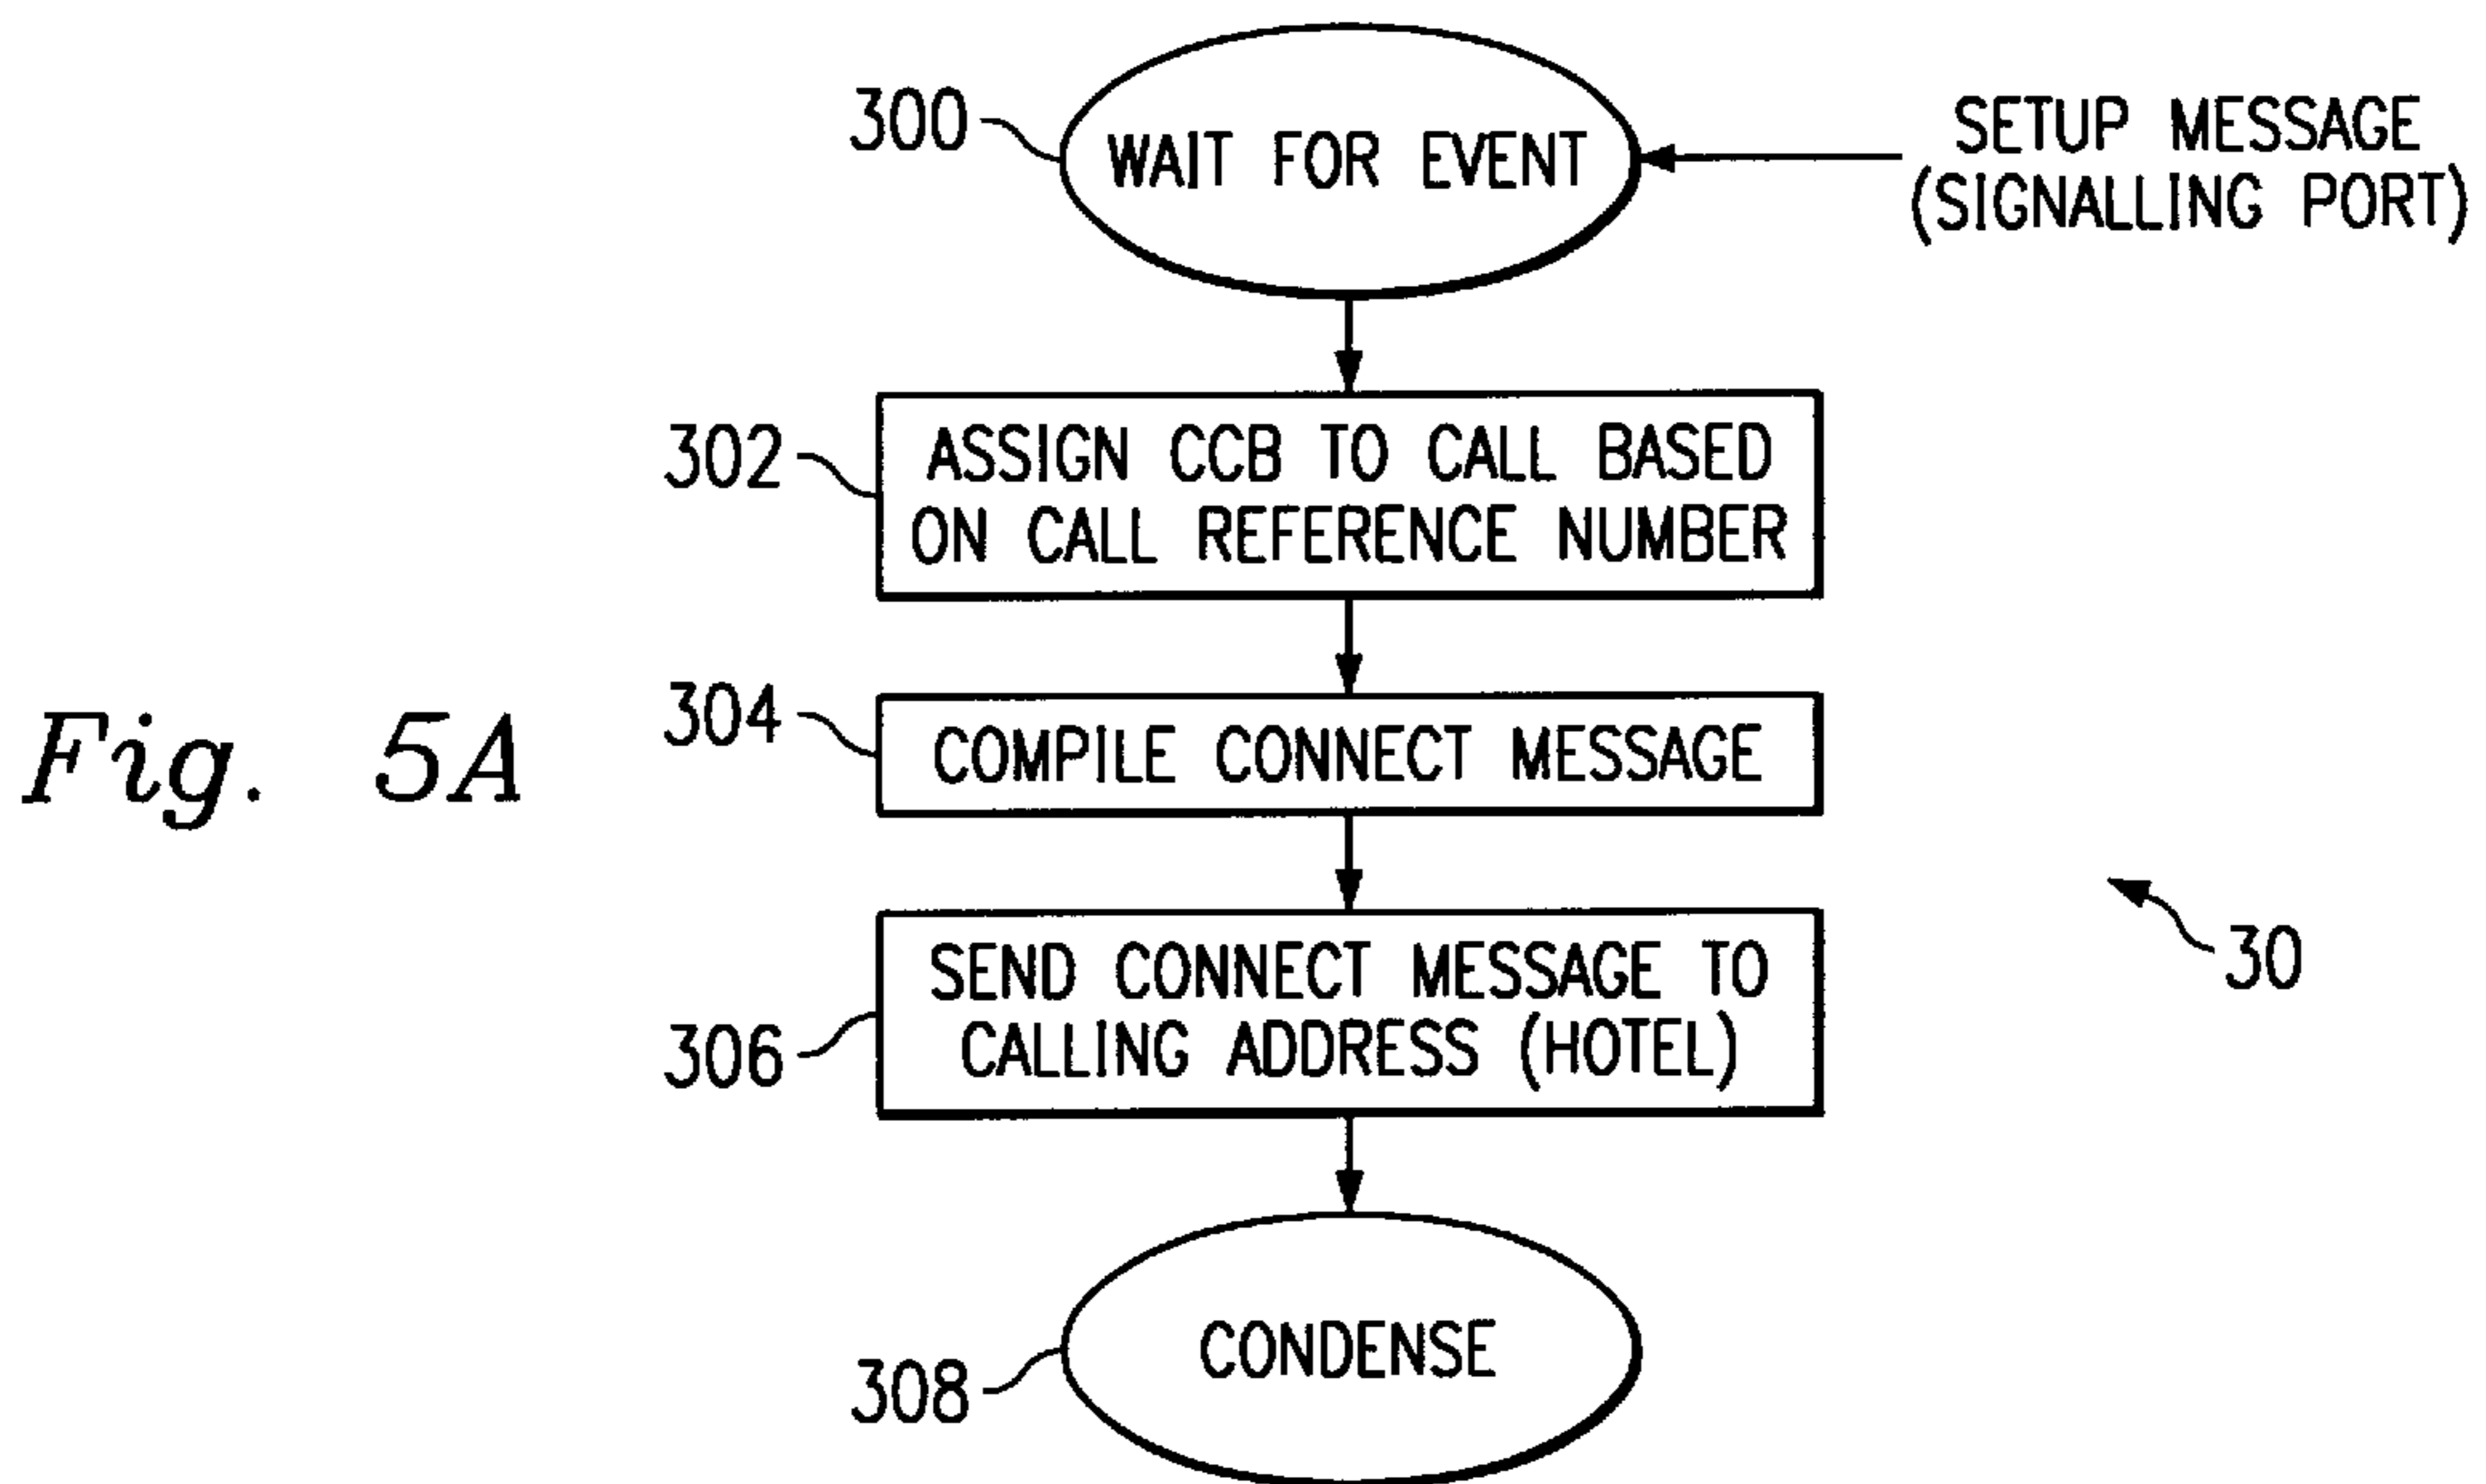 300
WAIT FOR EVENT
SETUP MESSAGE
(SIGNALLING PORT)
302
ASSIGN CCB TO CALL BASED
ON CALL REFERENCE NUMBER
304
COMPILE CONNECT MESSAGE
Fig. 5A
306
SEND CONNECT MESSAGE TO
CALLING ADDRESS (HOTEL)
30
308
CONDENSE